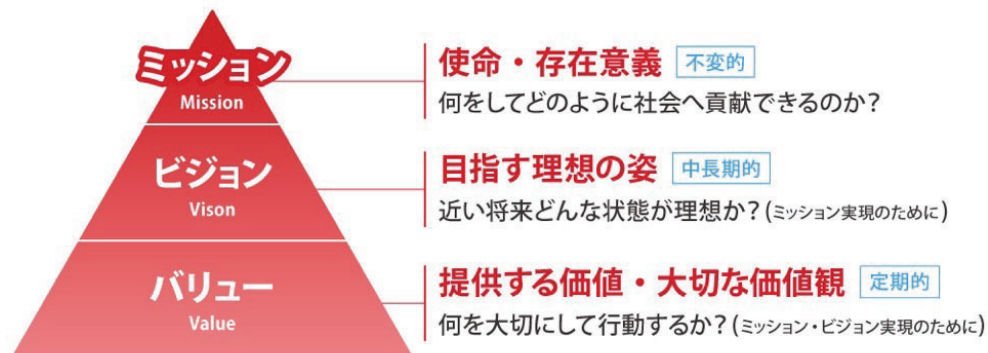 ミッション
Mission
使命・存在意義 不変的
何をしてどのように社会へ貢献できるのか?
ビジョン
Vison
目指す理想の姿 中長期的
近い将来どんな状態が理想か?(ミッション実現のために)
バリュー
Value
提供する価値・大切な価値観 定期的
何を大切にして行動するか?(ミッション・ビジョン実現のために)